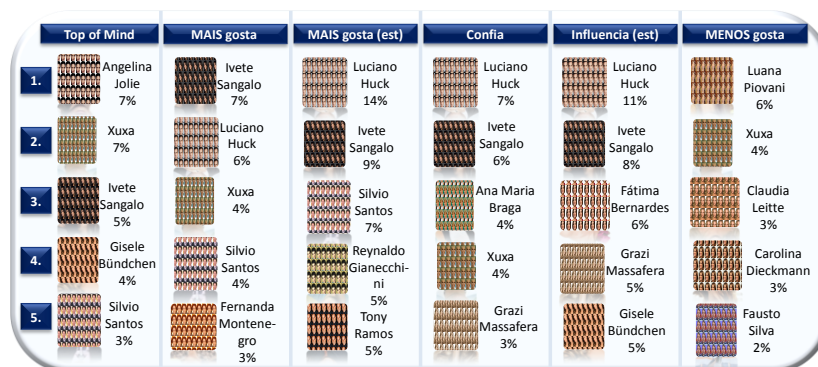 Top of Mind
MAIS gosta
MAIS gosta (est)
Confia
Influencia (est)
MENOS gosta
1.
Angelina
Jolie
7%
Ivete
Sangalo
7%
Luciano
Huck
14%
Luciano
Huck
7%
Luciano
Huck
11%
Luana
Piovani
6%
2.
Xuxa
7%
Luciano
Huck
6%
Ivete
Sangalo
9%
Ivete
Sangalo
6%
Ivete
Sangalo
8%
Xuxa
4%
3.
Ivete
Sangalo
5%
Xuxa
4%
Silvio
Santos
7%
Ana Maria
Braga
4%
Fátima
Bernardes
6%
Claudia
Leitte
3%
4.
Gisele
Bündchen
4%
Silvio
Santos
4%
Reynaldo
Gianecchi-
ni
5%
Xuxa
4%
Grazi
Massafera
5%
Carolina
Dieckmann
3%
5.
Silvio
Santos
3%
Fernanda
Montene-
gro
3%
Tony
Ramos
5%
Grazi
Massafera
3%
Gisele
Bündchen
5%
Fausto
Silva
2%